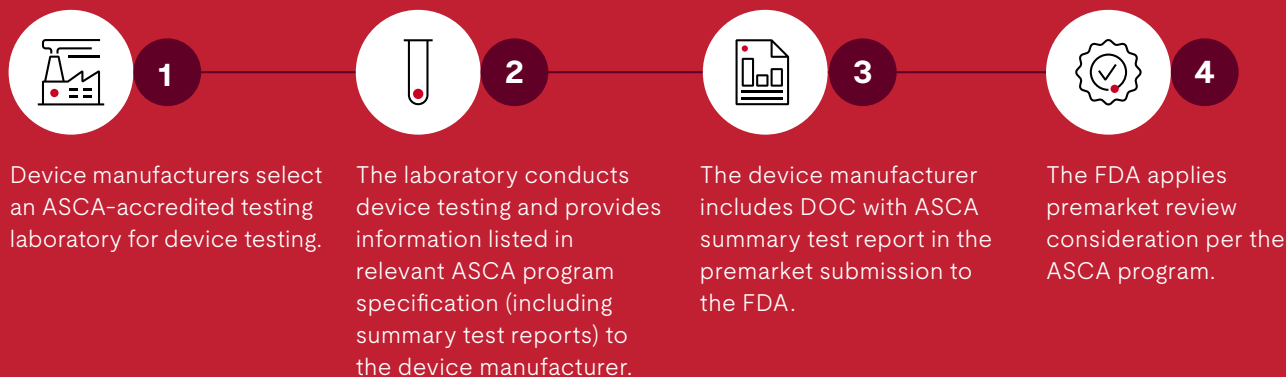 1
Device manufacturers select
an ASCA-accredited testing
laboratory for device testing.
2
The laboratory conducts
device testing and provides
information listed in
relevant ASCA program
specification (including
summary test reports) to
the device manufacturer.
3
The device manufacturer
includes DOC with ASCA
summary test report in the
premarket submission to
the FDA.
4
The FDA applies
premarket review
consideration per the
ASCA program.